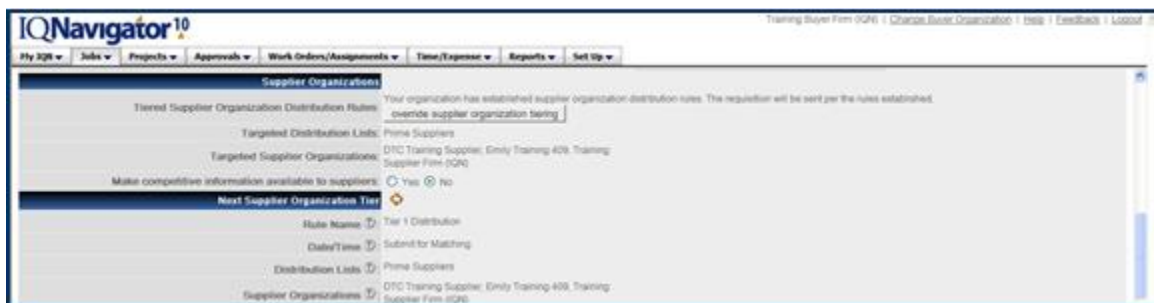 IQNavigator 10
Training Buyer Firm (IQN) | Change Buyer Organization | Help | Feedback | Logout
My IQN Jobs Projects Approvals Work Orders/Assignments Time/Expense Reports Set Up
Supplier Organizations
Tiered Supplier Organization Distribution Rules: Your organization has established supplier organization distribution rules. The requisition will be sent per the rules established.
override supplier organization tiering
Targeted Distribution Lists: Prime Suppliers
Targeted Supplier Organizations: DTC Training Supplier, Emily Training 409, Training
Supplier Firm (IQN)
Make competitive information available to suppliers: Yes No
Next Supplier Organization Tier
Rule Name Tier 1 Distribution
Date/Time Submit for Matching
Distribution Lists Prime Suppliers
Supplier Organizations DTC Training Supplier, Emily Training 409, Training
Supplier Firm (IQN)